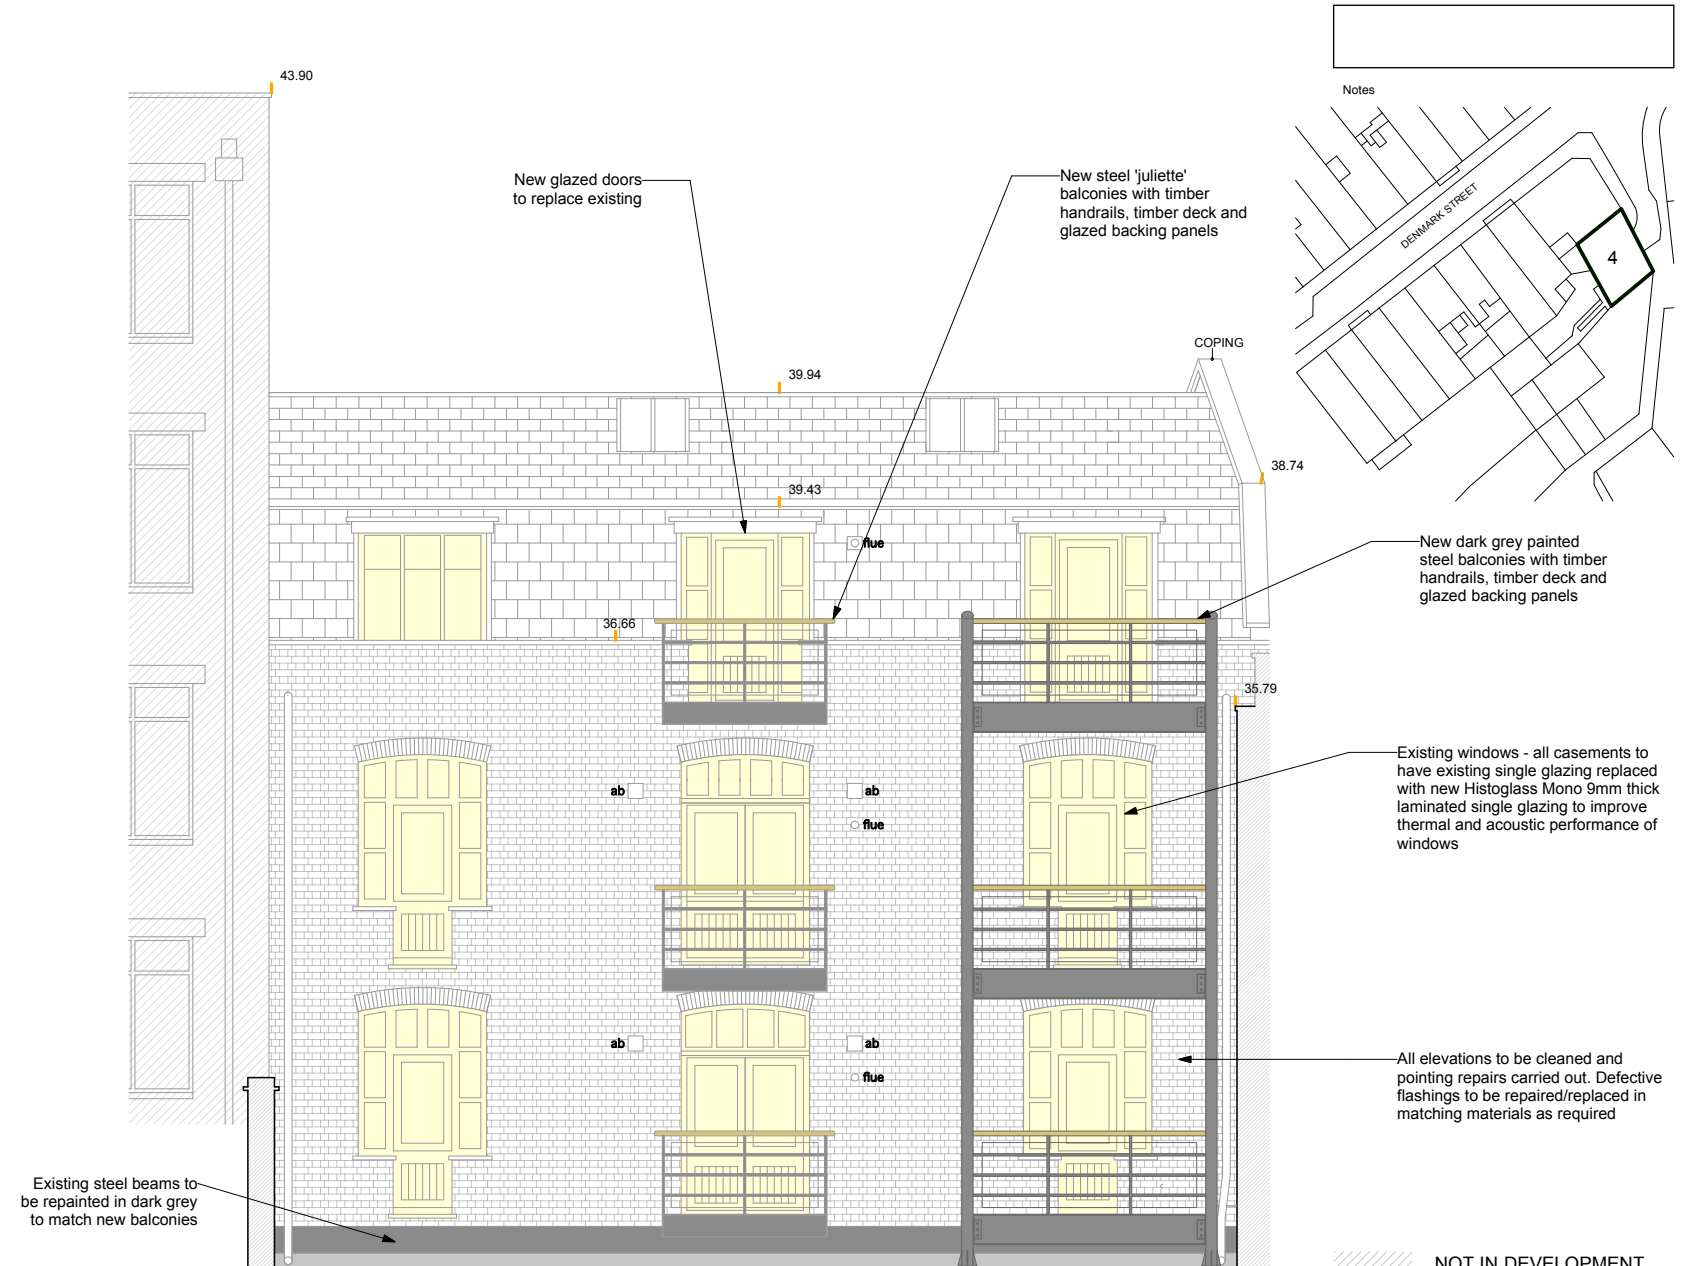 43.90
Notes
New glazed doors
to replace existing
New steel 'juliette'
balconies with timber
handrails, timber deck and
glazed backing panels
DENMARK STREET
4
COPING
39.94
38.74
39.43
flue
New dark grey painted
steel balconies with timber
handrails, timber deck and
glazed backing panels
36.66
35.79
Existing windows - all casements to
have existing single glazing replaced
with new Histoglass Mono 9mm thick
laminated single glazing to improve
thermal and acoustic performance of
windows
ab
ab
flue
ab
ab
flue
All elevations to be cleaned and
pointing repairs carried out. Defective
flashings to be repaired/replaced in
matching materials as required
Existing steel beams to
be repainted in dark grey
to match new balconies
NOT IN DEVELOPMENT